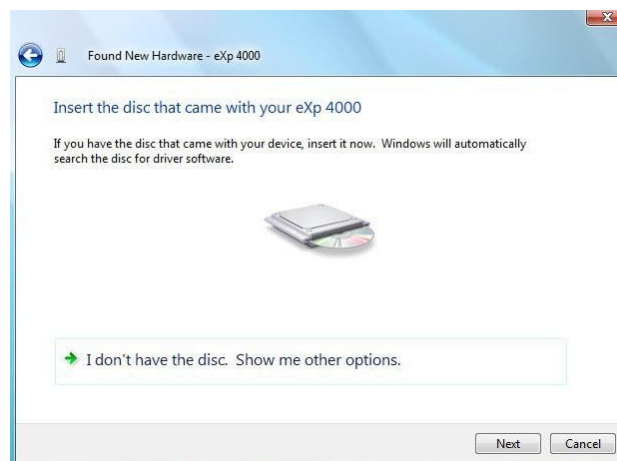 Found New Hardware - eXp 4000
Insert the disc that came with your eXp 4000
If you have the disc that came with your device, insert it now. Windows will automatically
search the disc for driver software.
I don't have the disc. Show me other options.
Next Cancel